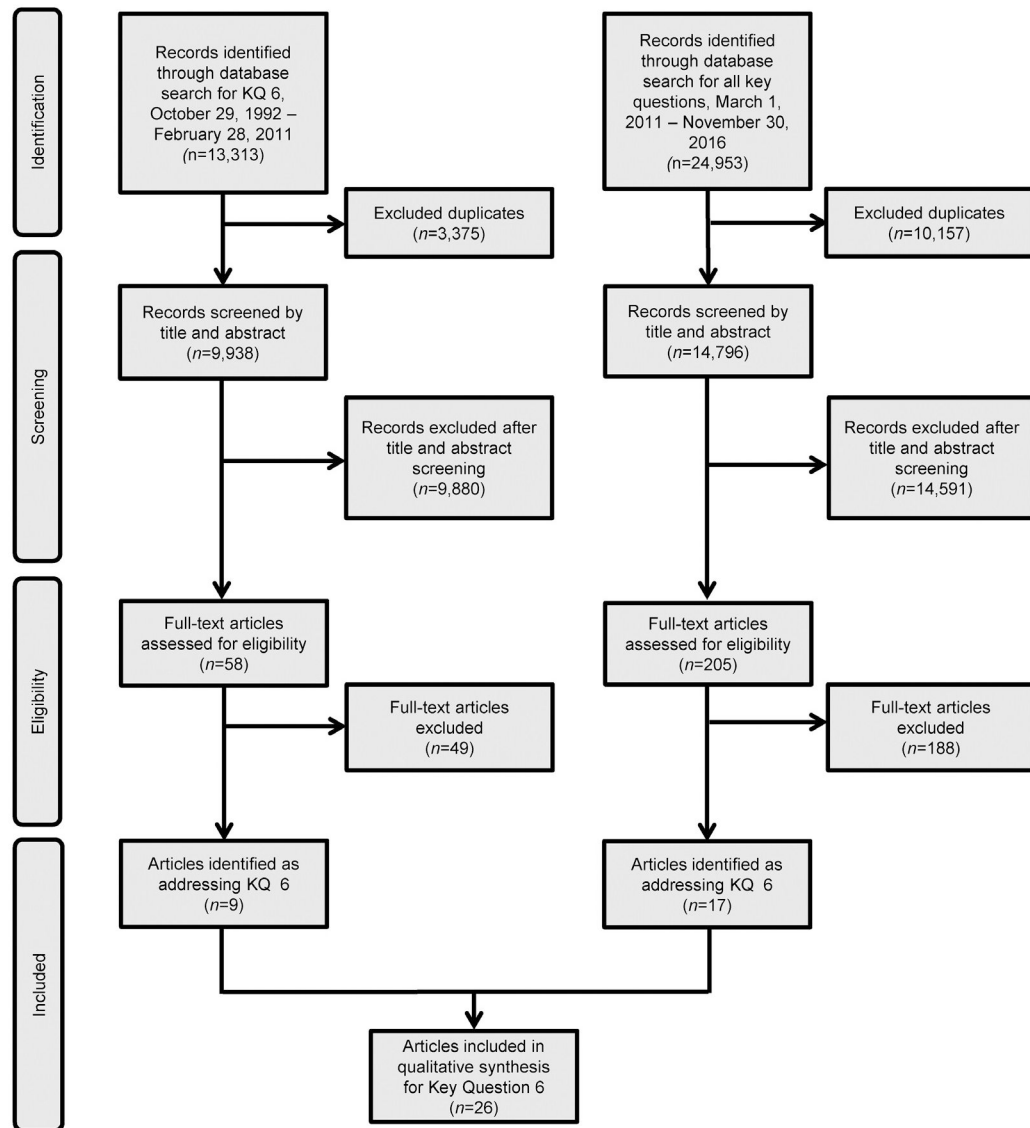 Identification
Records identified
through database
search for KQ 6,
October 29, 1992 –
February 28, 2011
(n=13,313)
Records identified
through database
search for all key
questions, March 1,
2011 – November 30,
2016
(n=24,953)
Excluded duplicates
(n=3,375)
Excluded duplicates
(n=10,157)
Screening
Records screened by
title and abstract
(n=9,938)
Records screened by
title and abstract
(n=14,796)
Records excluded after
title and abstract
screening
(n=9,880)
Records excluded after
title and abstract
screening
(n=14,591)
Eligibility
Full-text articles
assessed for eligibility
(n=58)
Full-text articles
assessed for eligibility
(n=205)
Full-text articles
excluded
(n=49)
Full-text articles
excluded
(n=188)
Included
Articles identified as
addressing KQ 6
(n=9)
Articles identified as
addressing KQ 6
(n=17)
Articles included in
qualitative synthesis
for Key Question 6
(n=26)